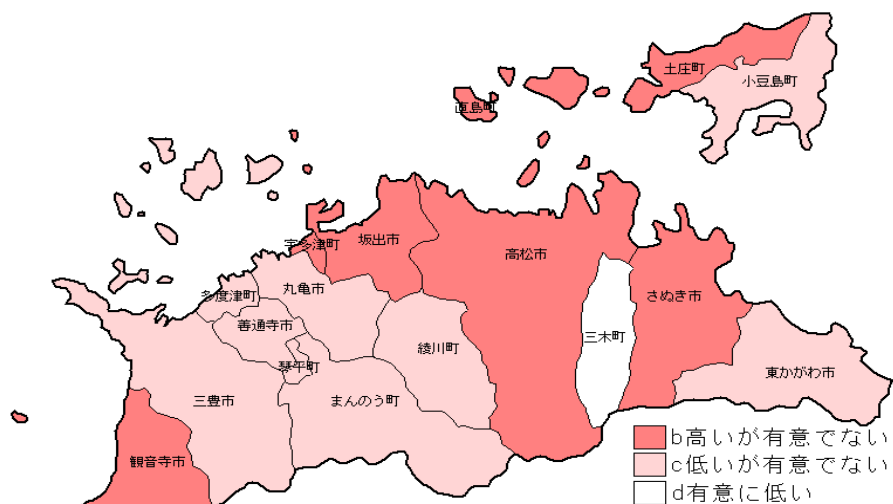 土庄町
小豆島町
直島町
宇多津町
坂出市
高松市
多度津町
丸亀市
さぬき市
善通寺市
綾川町
三木町
琴平町
東かがわ市
三豊市
まんのう町
観音寺市
b高いが有意でない
c低いが有意でない
d有意に低い